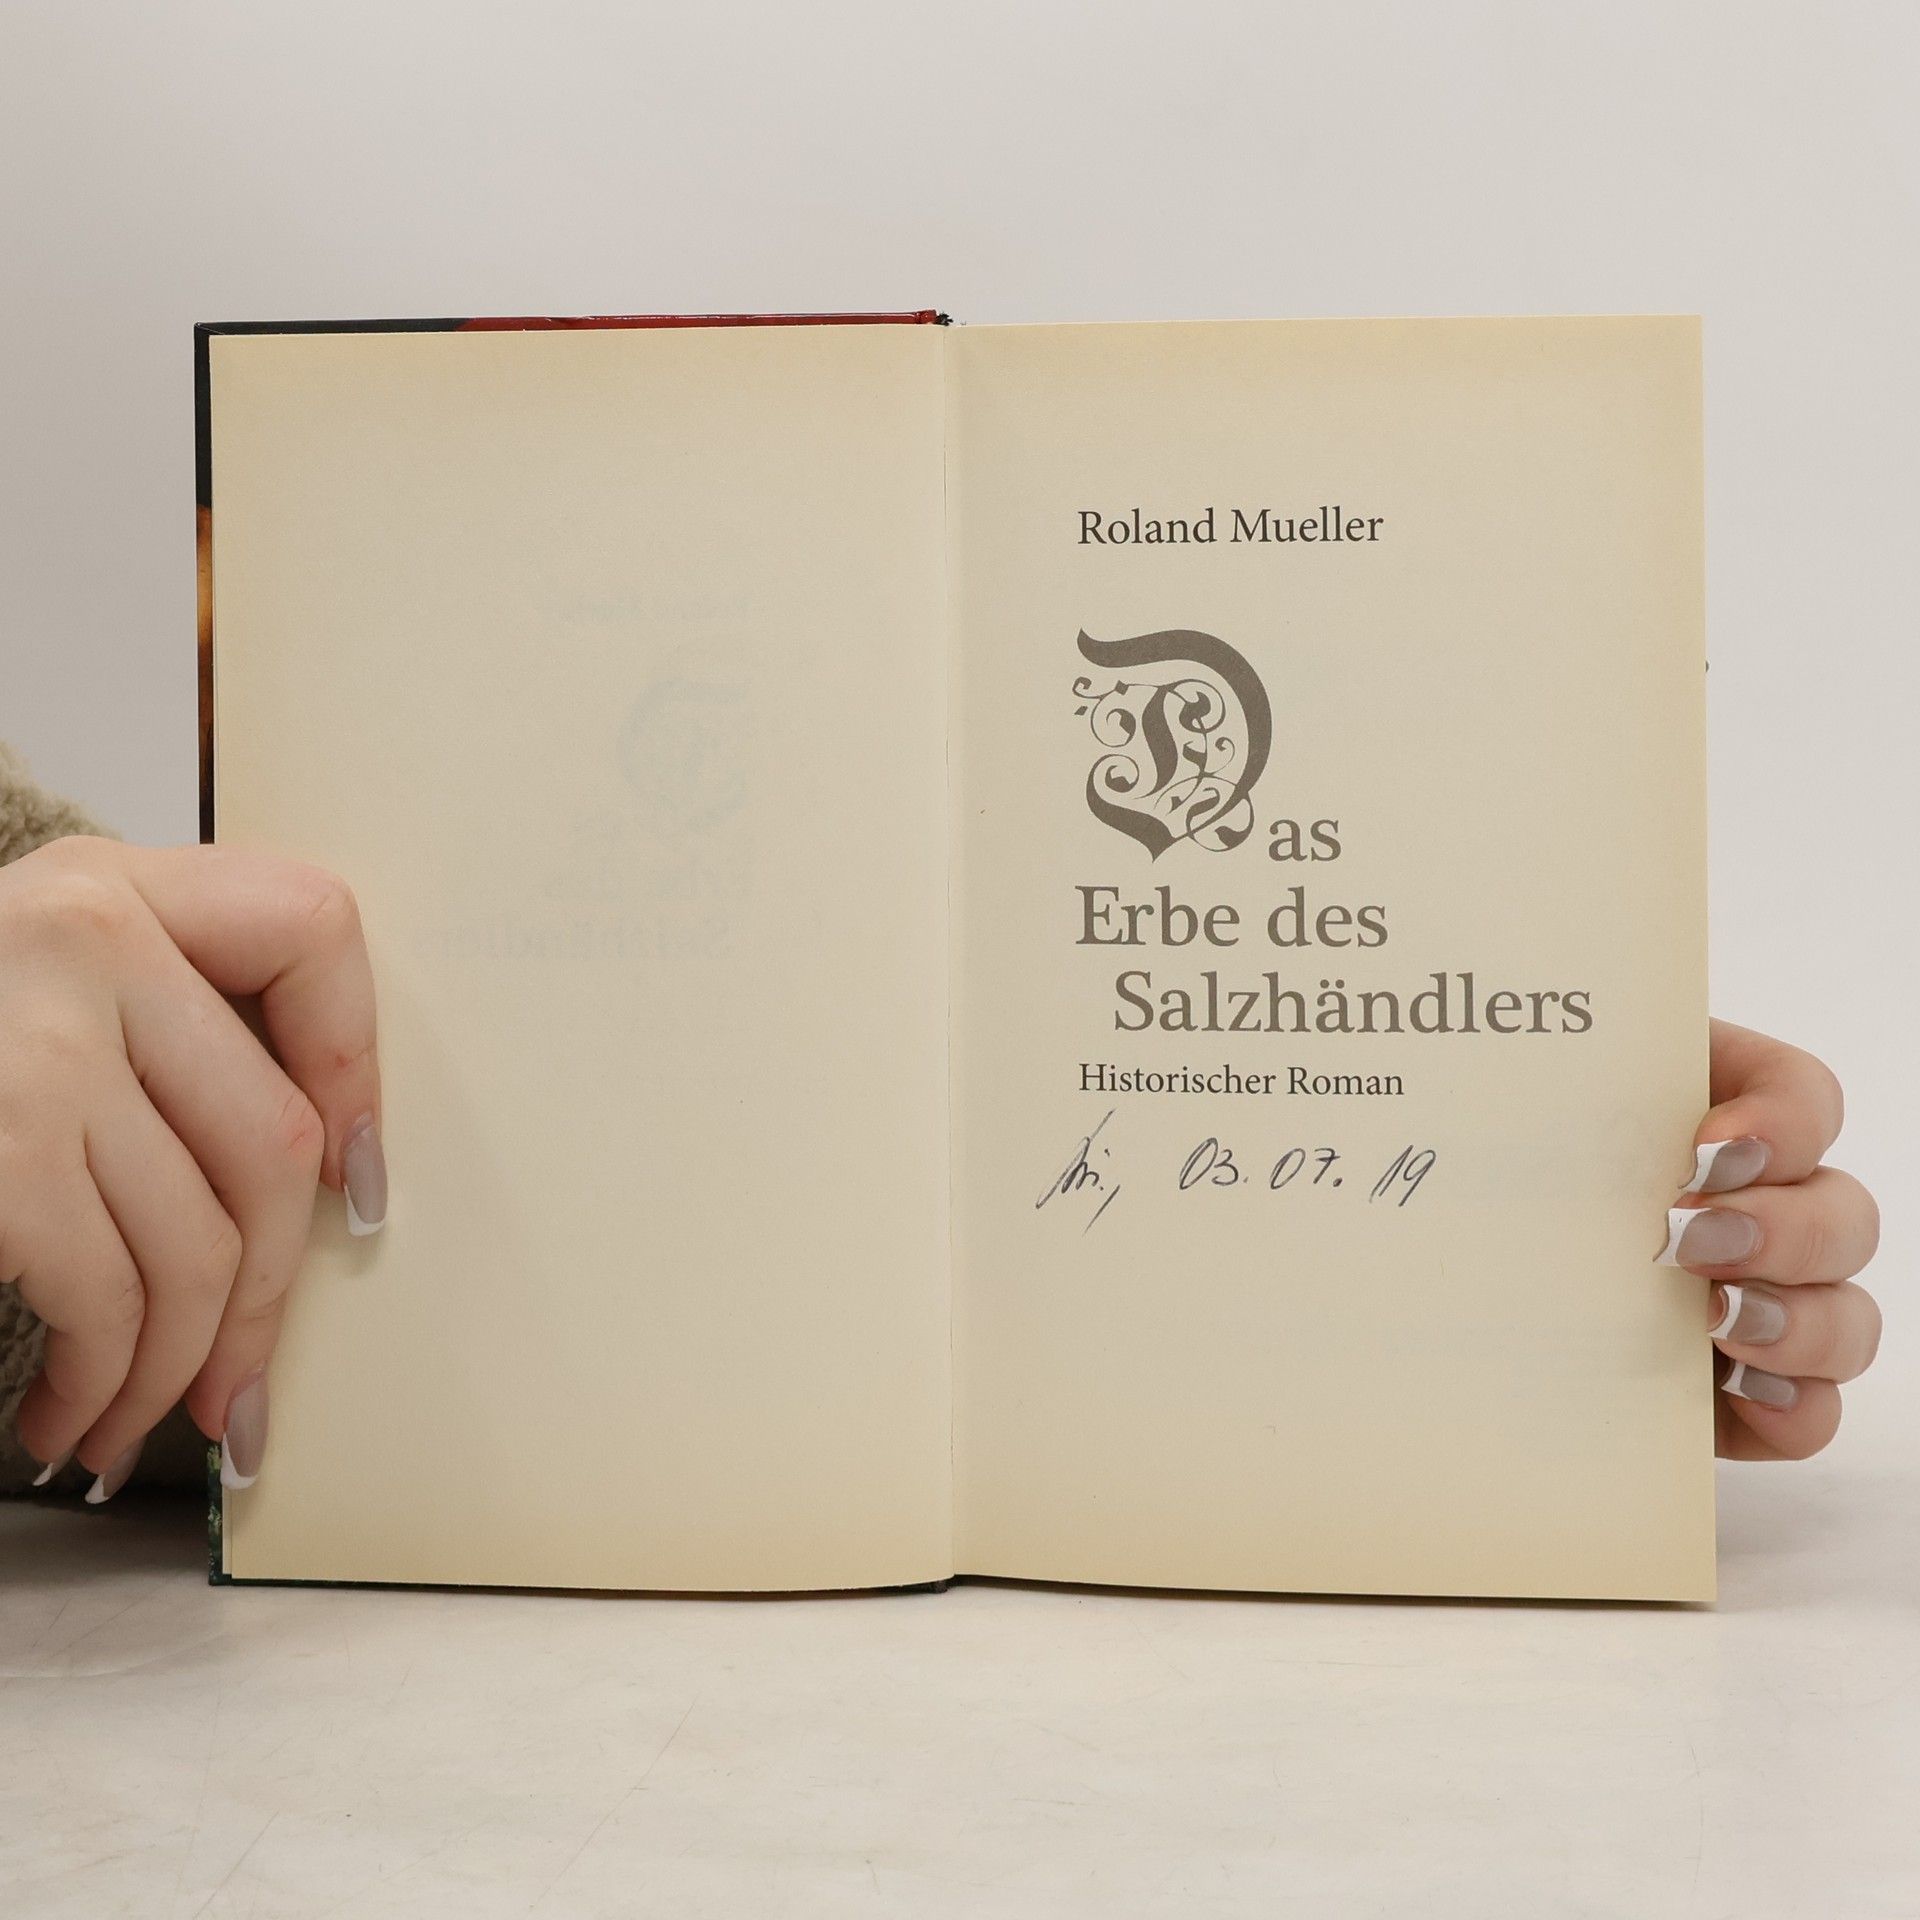 Roland Mueller
Das
Erbe des
Salzhändlers
Historischer Roman
03. 07. 19